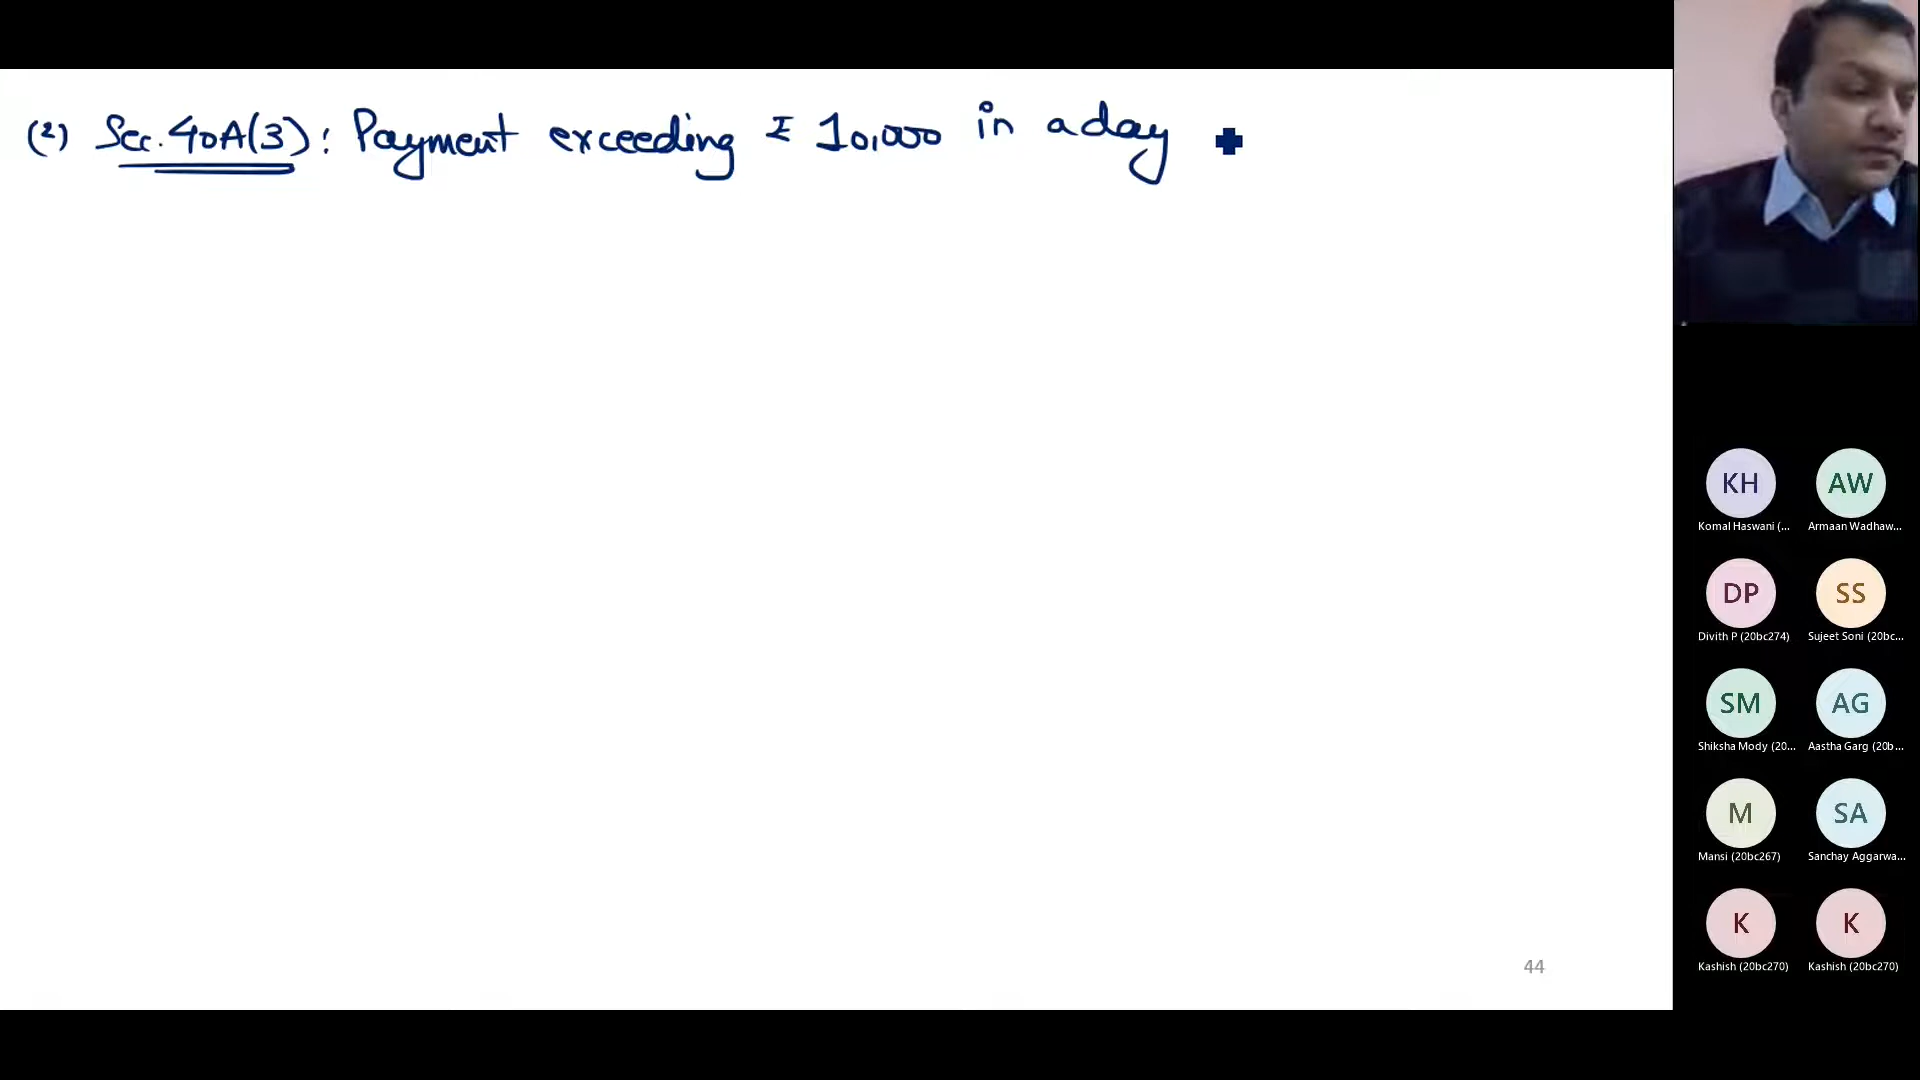 (2) Sec. 40A(3): Payment exceeding ₹ 10,000 in a day
KH
AW
Komal Haswani (...
Armaan Wadhaw...
DP
SS
Divith P (20bc274)
Sujeet Soni (20bc...
SM
AG
Shiksha Mody (20...
Aastha Garg (20b...
M
SA
Mansi (20bc267)
Sanchay Aggarwa...
K
K
Kashish (20bc270)
Kashish (20bc270)
44